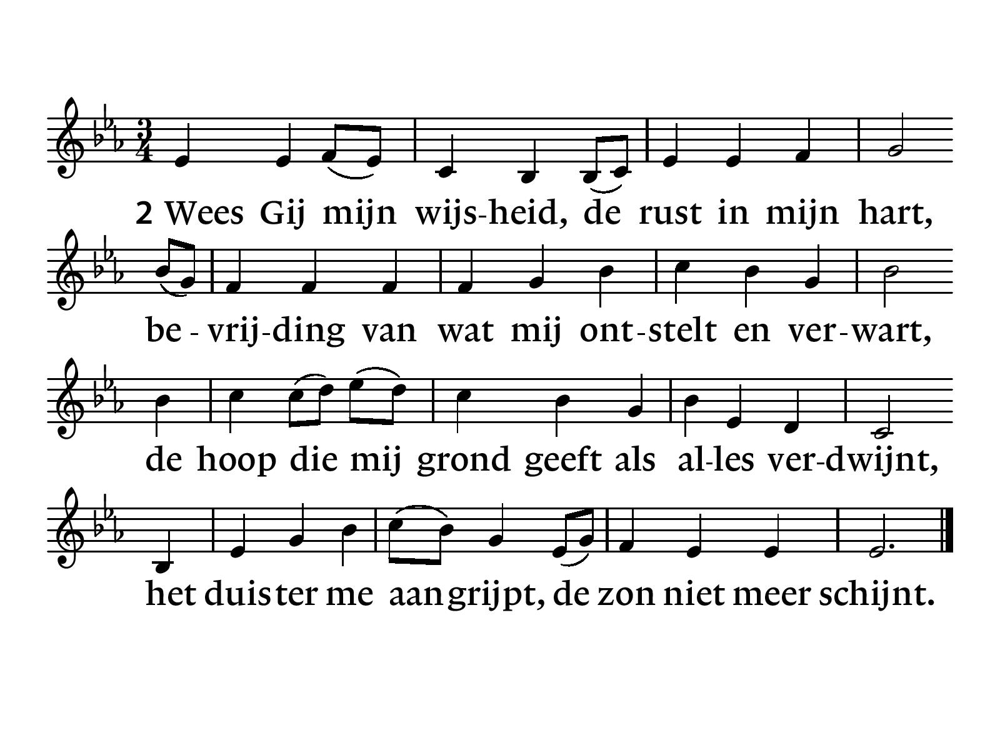 2 Wees Gij mijn wijs-heid, de rust in mijn hart,
be - vrij-ding van wat mij ont-stelt en ver-wart,
de hoop die mij grond geeft als al-les ver-dwijnt,
het duister me aangrijpt, de zon niet meer schijnt.